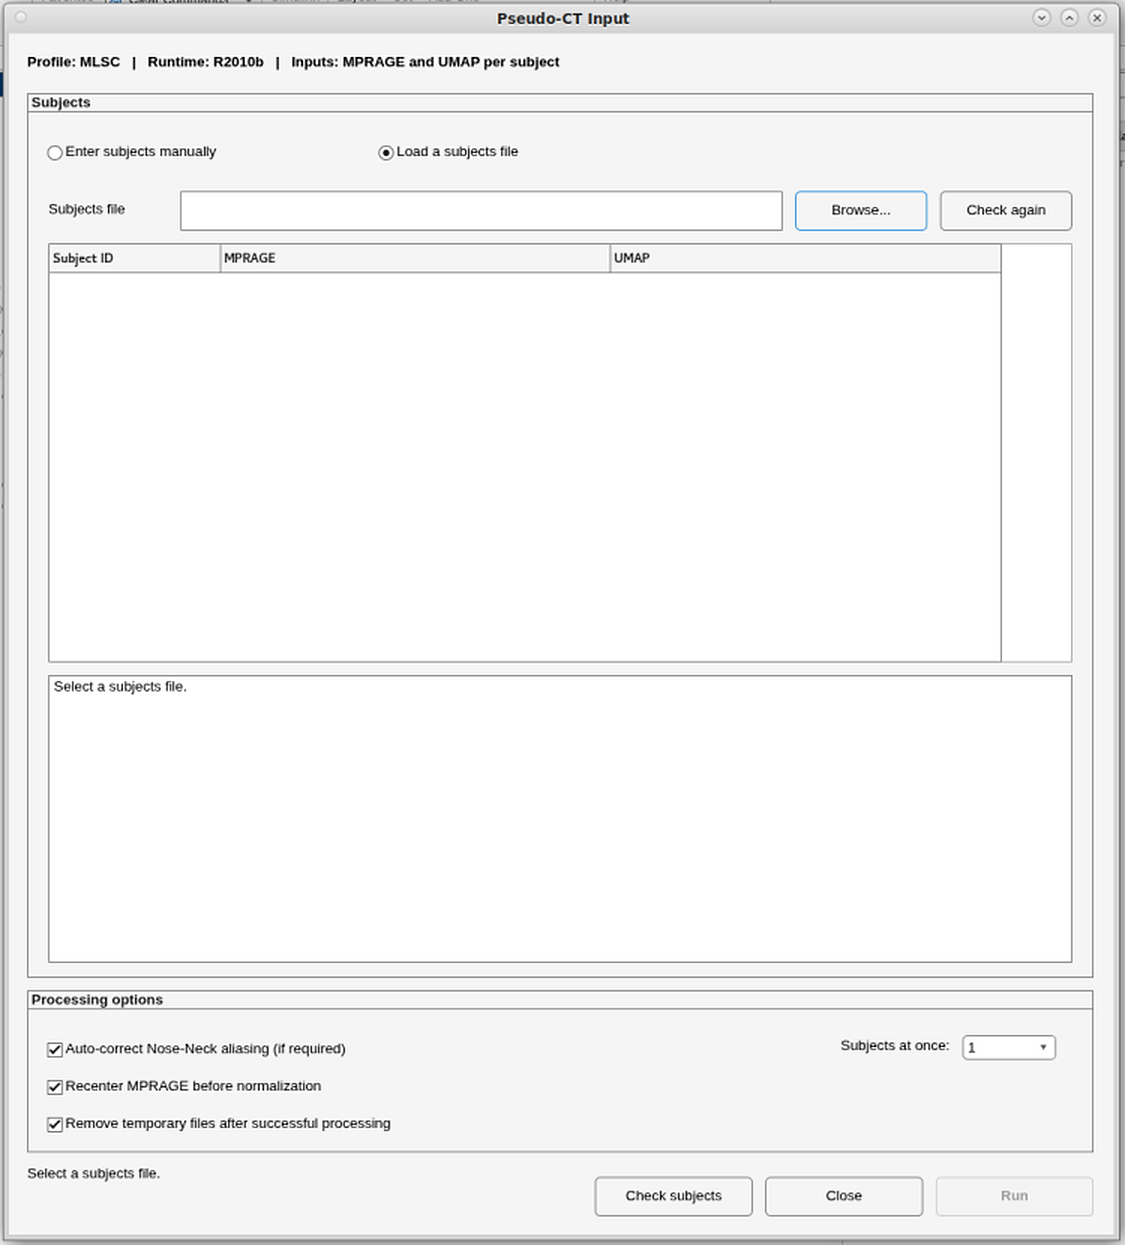 Pseudo-CT Input
Profile: MLSC | Runtime: R2010b | Inputs: MPRAGE and UMAP per subject
Subjects
Enter subjects manually Load a subjects file
Subjects file Browse... Check again
Subject ID MPRAGE UMAP
Select a subjects file.
Processing options
Auto-correct Nose-Neck aliasing (if required) Subjects at once: 1
Recenter MPRAGE before normalization
Remove temporary files after successful processing
Select a subjects file.
Check subjects Close Run